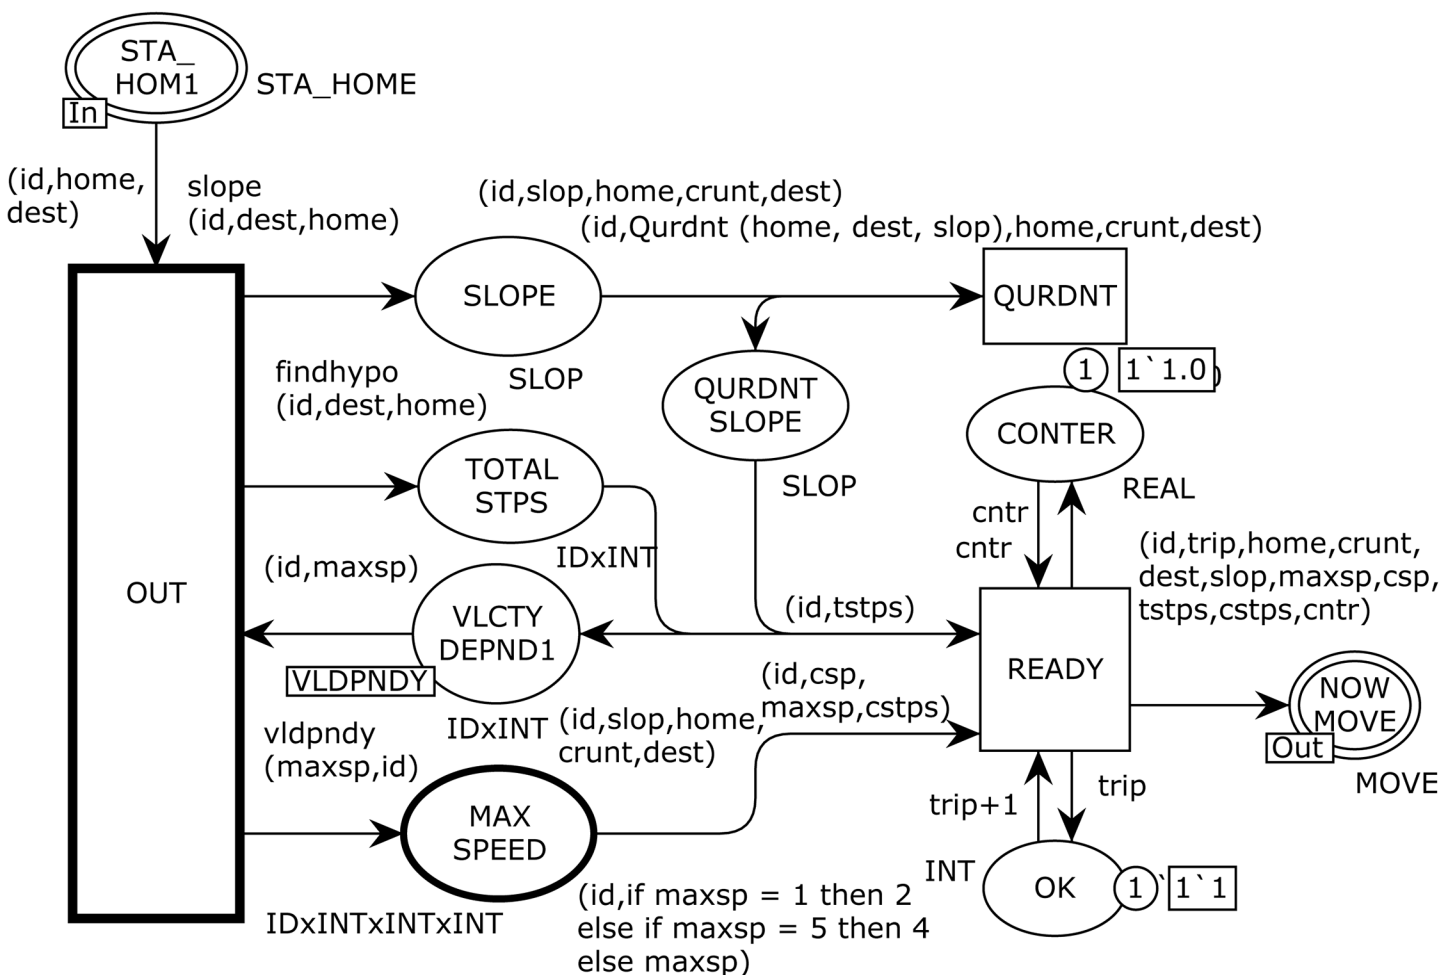 STA_
HOM1
In
STA_HOME
(id,home,
dest)
slope
(id,dest,home)
(id,slop,home,crunt,dest)
(id,Qurdnt (home, dest, slop),home,crunt,dest)
SLOPE
QURDNT
SLOP
findhypo
(id,dest,home)
QURDNT
SLOPE
SLOP
1
1`1.0
CONTER
REAL
TOTAL
STPS
IDxINT
cntr
cntr
(id,trip,home,crunt,
dest,slop,maxsp,csp,
tstps,cstps,cntr)
OUT
(id,maxsp)
VLCTY
DEPND1
VLDPNDY
IDxINT
(id,tstps)
READY
(id,csp,
maxsp,cstps)
(id,slop,home,
crunt,dest)
NOW
MOVE
Out
MOVE
vldpndy
(maxsp,id)
MAX
SPEED
IDxINTxINTxINT
trip+1
trip
INT
OK
1`
1`1
(id,if maxsp = 1 then 2
else if maxsp = 5 then 4
else maxsp)